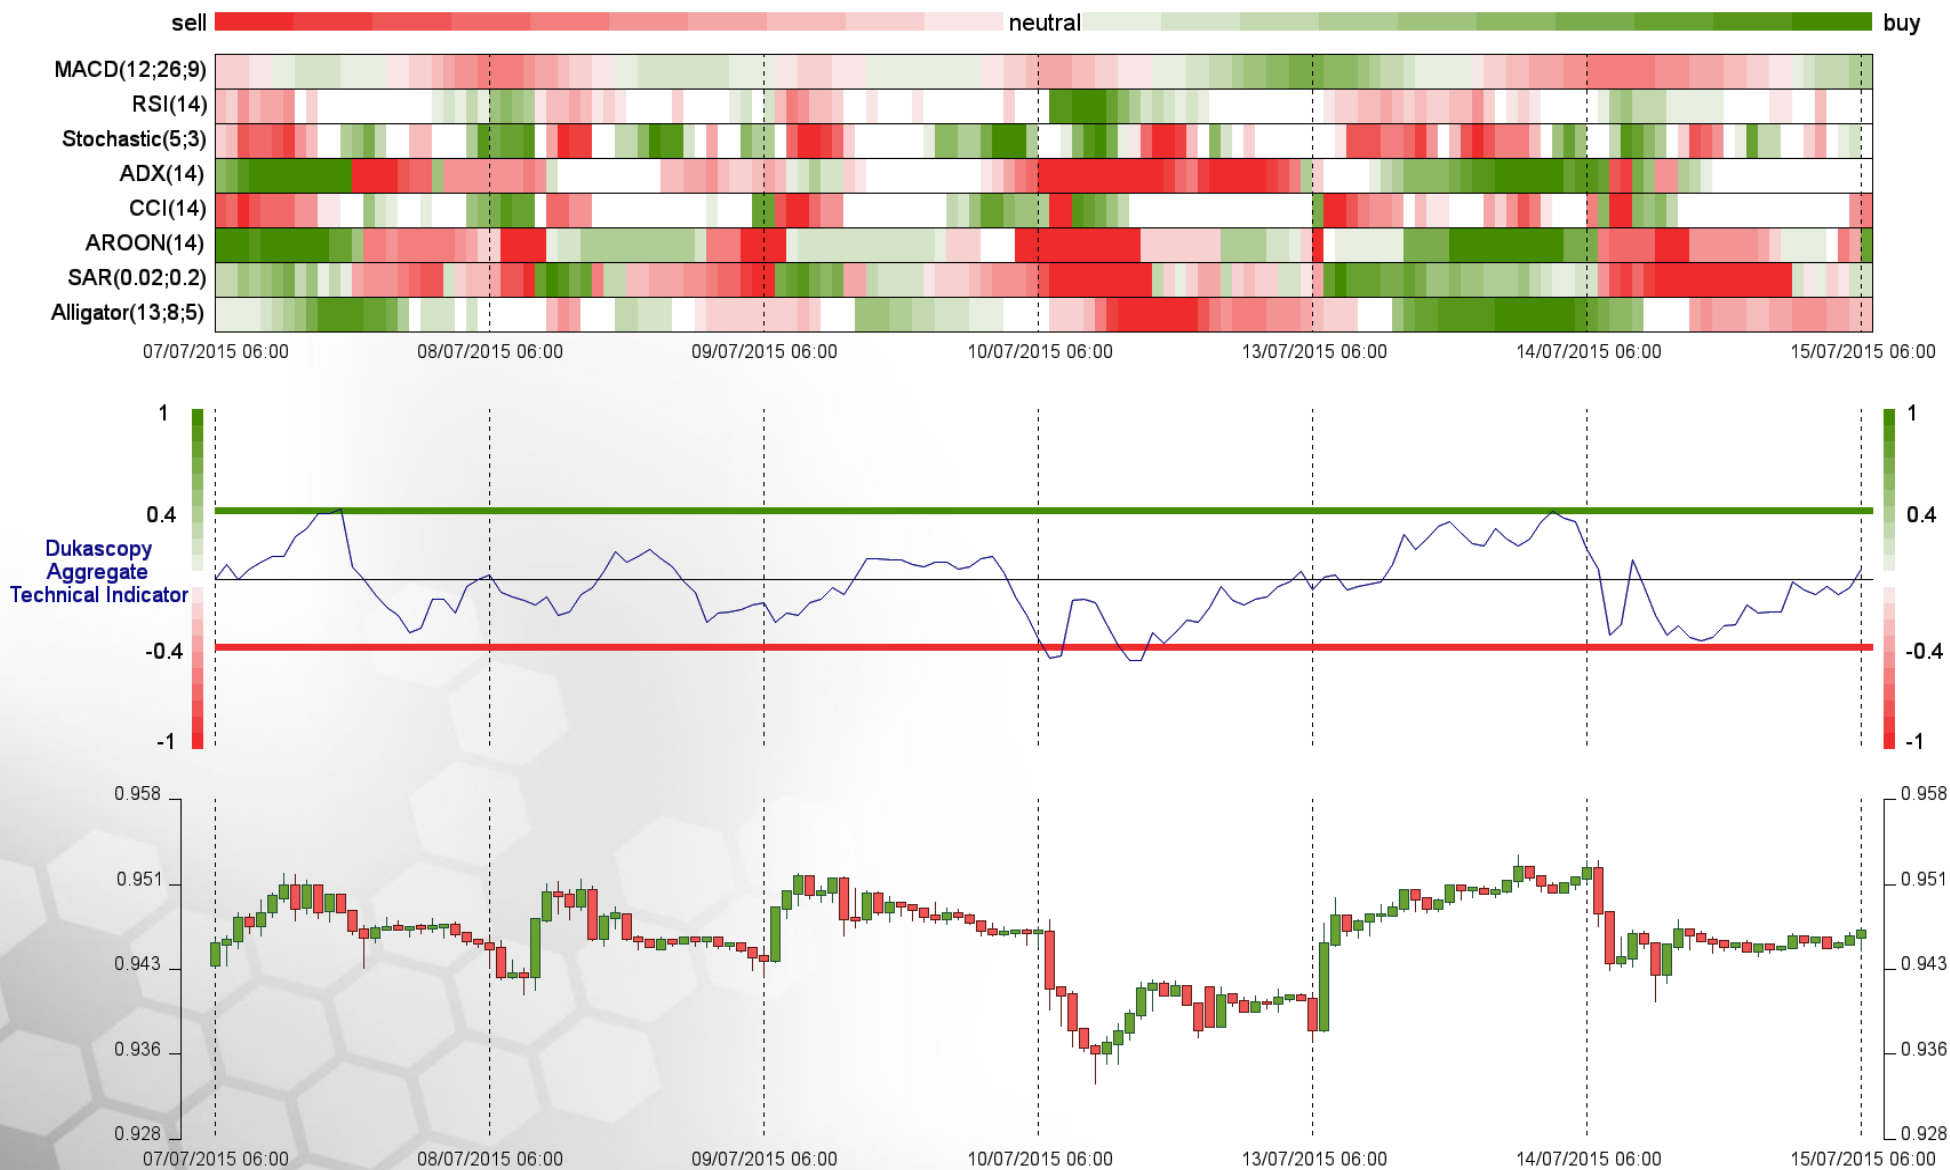 sell neutral buy
MACD(12;26;9)
RSI(14)
Stochastic(5;3)
ADX(14)
CCI(14)
AROON(14)
SAR(0.02;0.2)
Alligator(13;8;5)
07/07/2015 06:00 08/07/2015 06:00 09/07/2015 06:00 10/07/2015 06:00 13/07/2015 06:00 14/07/2015 06:00 15/07/2015 06:00
1 1
0.4 0.4
Dukascopy
Aggregate
Technical Indicator
-0.4 -0.4
-1 -1
0.958 0.958
0.951 0.951
0.943 0.943
0.936 0.936
0.928 0.928
07/07/2015 06:00 08/07/2015 06:00 09/07/2015 06:00 10/07/2015 06:00 13/07/2015 06:00 14/07/2015 06:00 15/07/2015 06:00